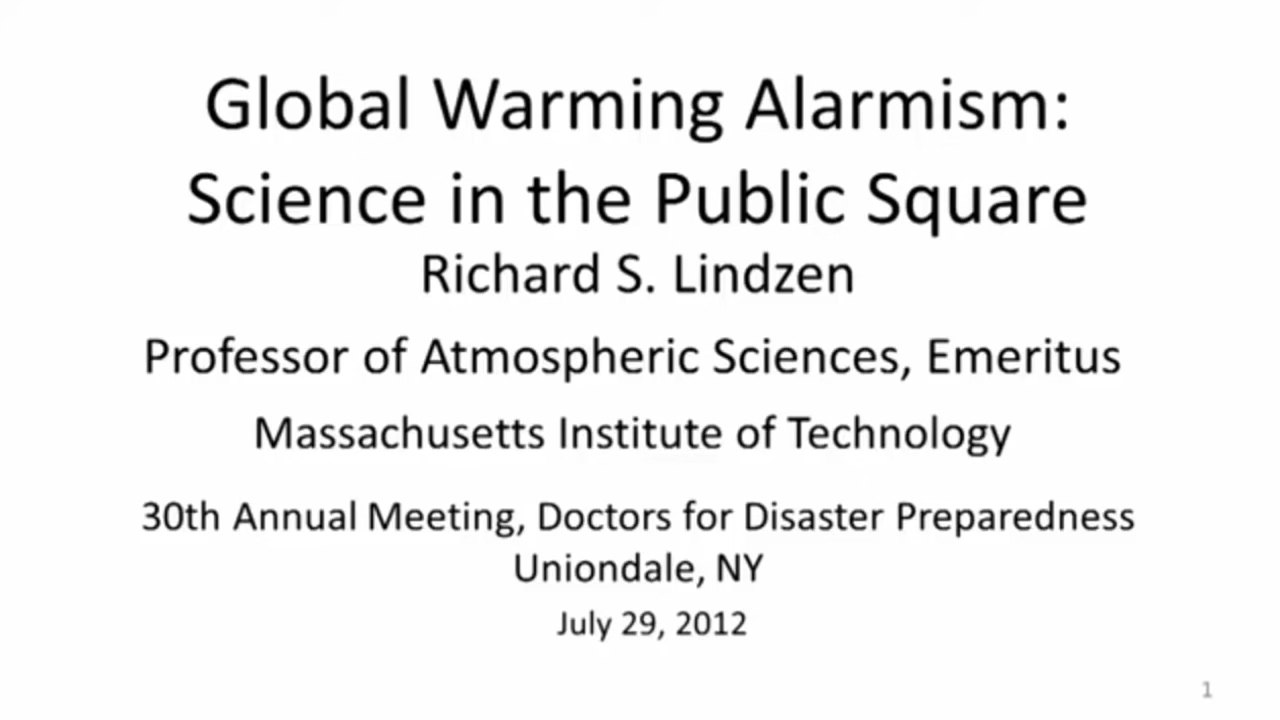 Global Warming Alarmism:
Science in the Public Square
Richard S. Lindzen
Professor of Atmospheric Sciences, Emeritus
Massachusetts Institute of Technology
30th Annual Meeting, Doctors for Disaster Preparedness
Uniondale, NY
July 29, 2012
1